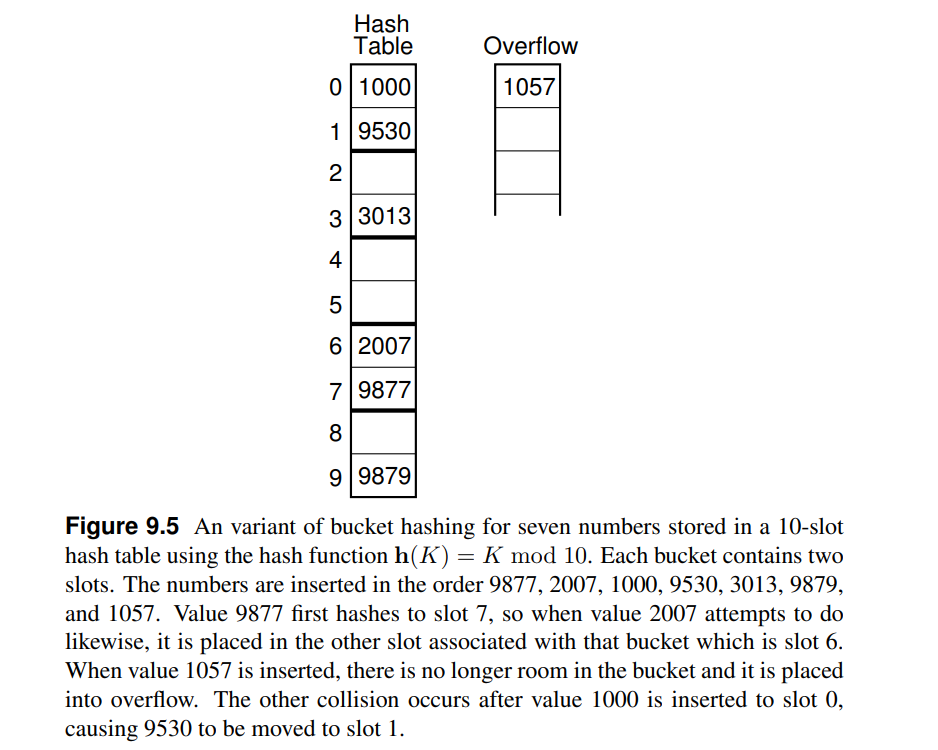 Hash
Table Overflow
0 1000 1057
1 9530
2
3 3013
4
5
6 2007
7 9877
8
9 9879
Figure 9.5 An variant of bucket hashing for seven numbers stored in a 10-slot
hash table using the hash function h(K) = K mod 10. Each bucket contains two
slots. The numbers are inserted in the order 9877, 2007, 1000, 9530, 3013, 9879,
and 1057. Value 9877 first hashes to slot 7, so when value 2007 attempts to do
likewise, it is placed in the other slot associated with that bucket which is slot 6.
When value 1057 is inserted, there is no longer room in the bucket and it is placed
into overflow. The other collision occurs after value 1000 is inserted to slot 0,
causing 9530 to be moved to slot 1.